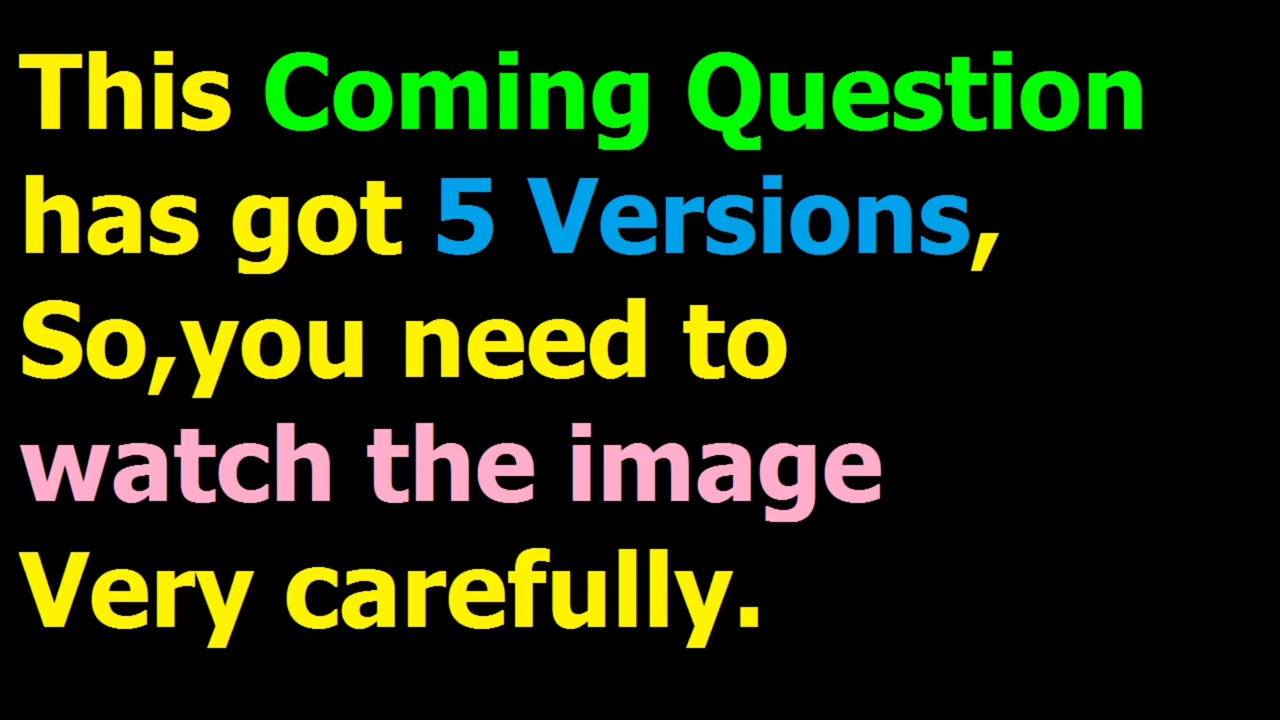 This Coming Question
has got 5 Versions,
So,you need to
watch the image
Very carefully.